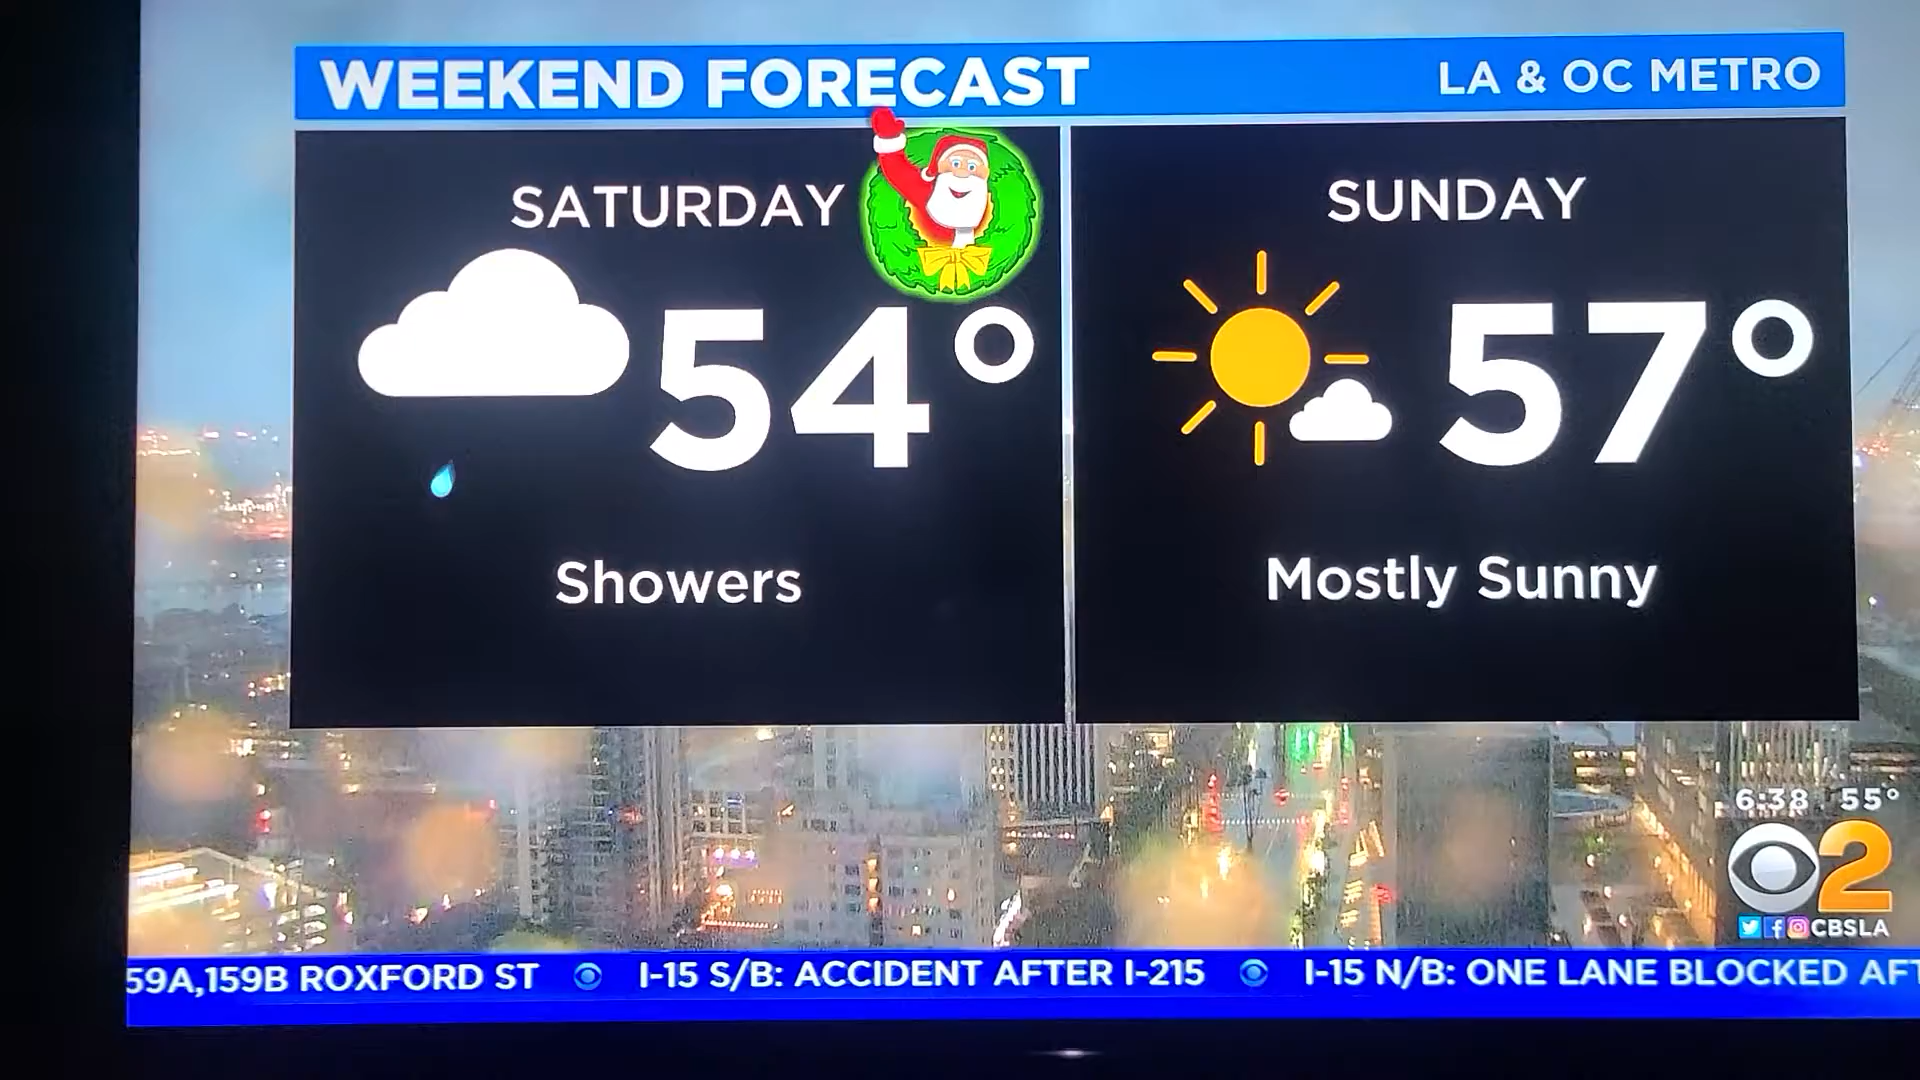 WEEKEND FORECAST
LA & OC METRO
SATURDAY
54°
Showers
SUNDAY
57°
Mostly Sunny
6:38 55°
2
CBSLA
59A,159B ROXFORD ST I-15 S/B: ACCIDENT AFTER I-215 I-15 N/B: ONE LANE BLOCKED AFT